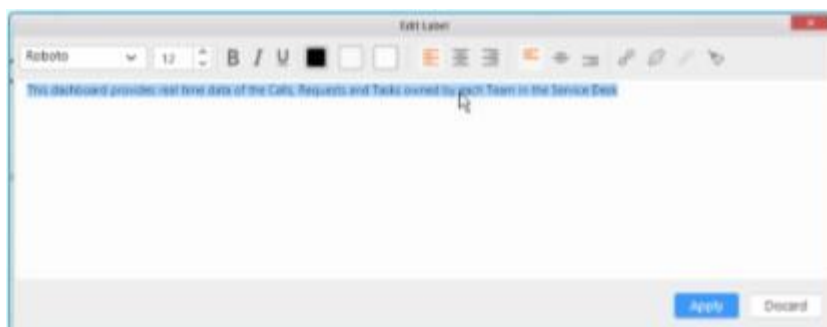 Edit Label
Roboto 12 B I U
This dashboard provides real time data of the Calls, Requests and Tasks owned by each Team in the Service Desk
Apply Discard